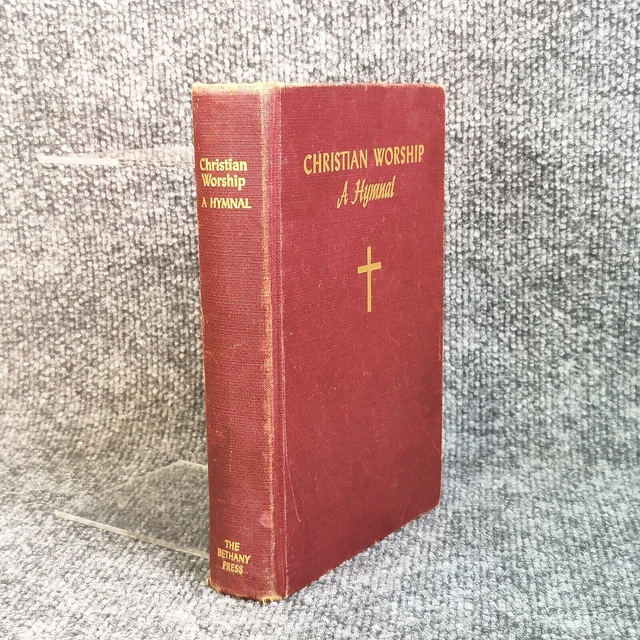 Christian
Worship
A HYMNAL
THE
BETHANY
PRESS
CHRISTIAN WORSHIP
A Hymnal